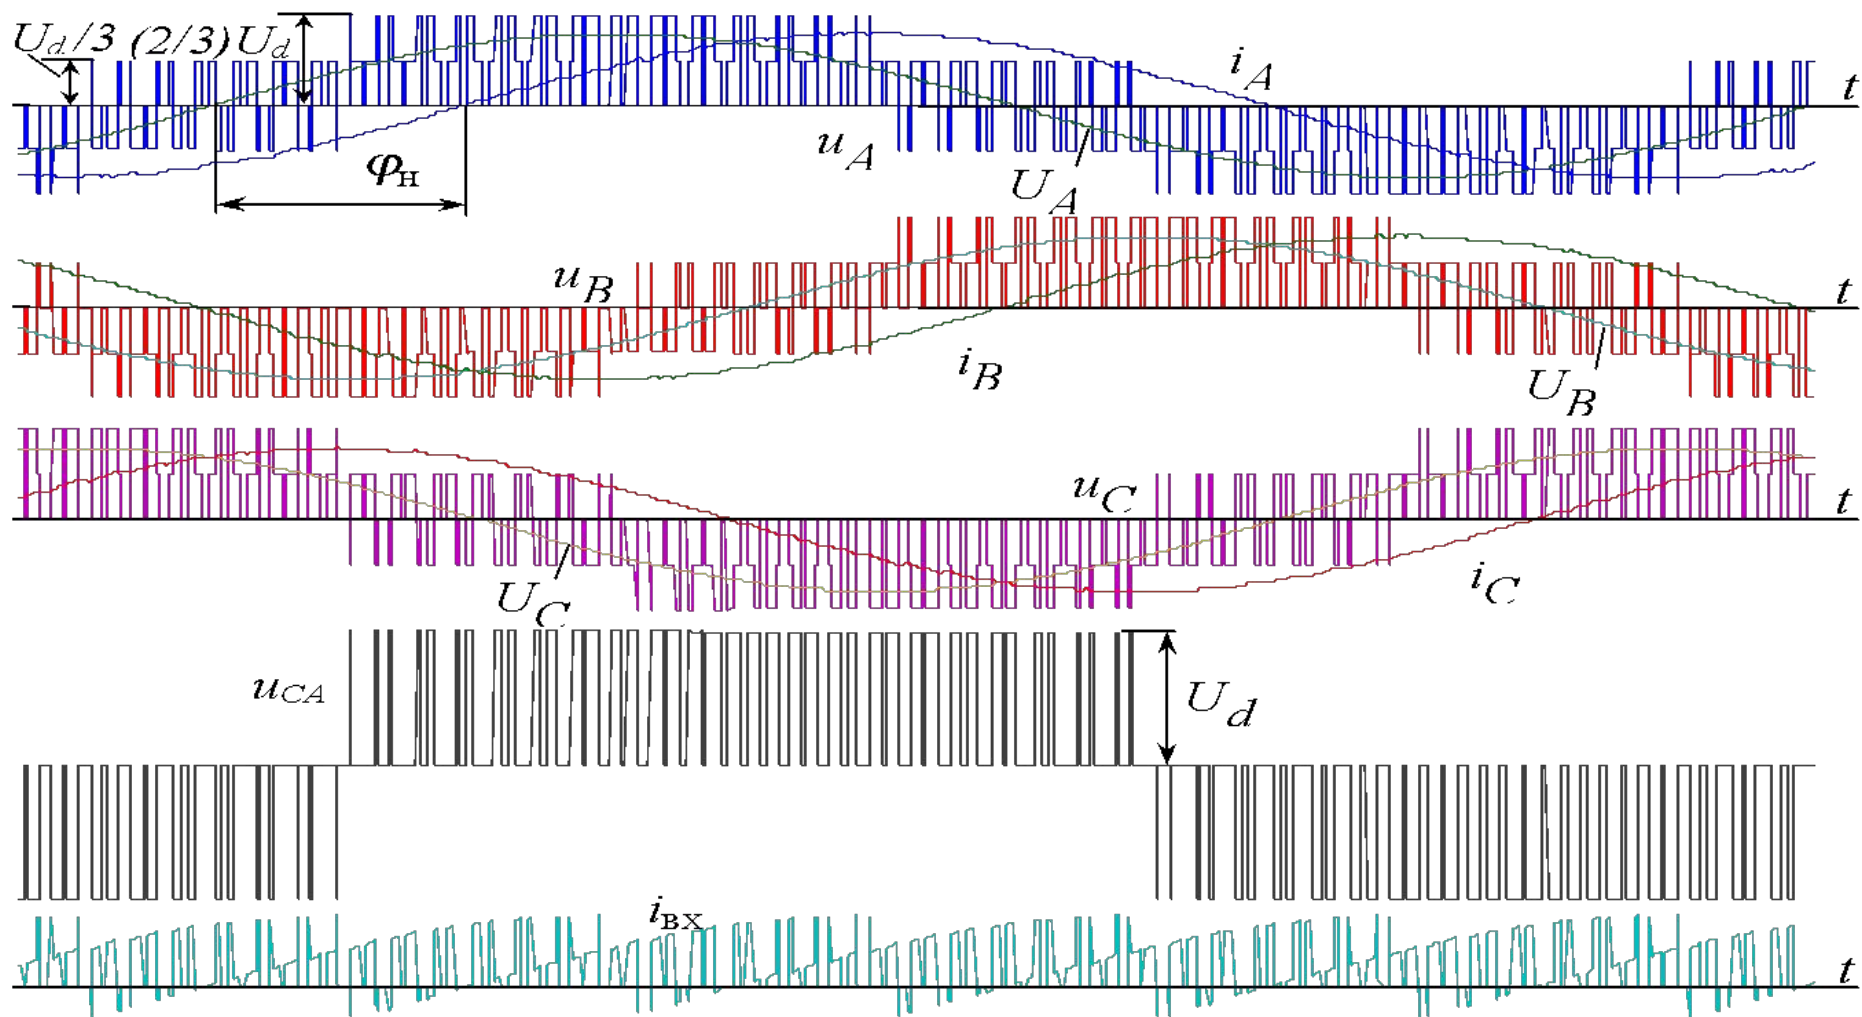 U_d/3 (2/3)U_d
i_A
t
u_A
φ_н
U_A
u_B
t
i_B
U_B
u_C
t
U_C
i_C
u_CA
U_d
i_вх
t